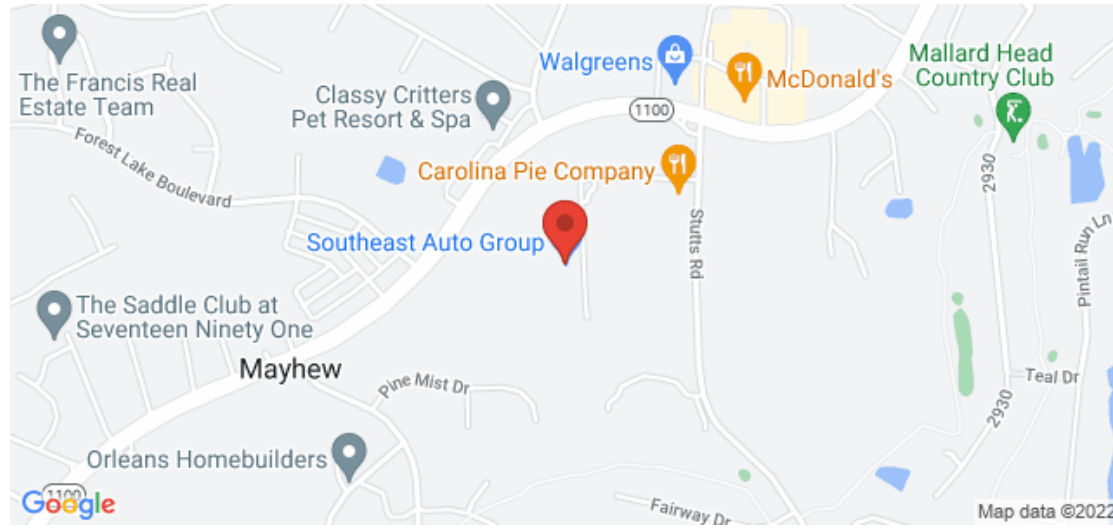 The Francis Real
Estate Team
Classy Critters
Pet Resort & Spa
Walgreens
McDonald's
Mallard Head
Country Club
1100
Forest Lake Boulevard
Carolina Pie Company
2930
Stutts Rd
Pintail Run Ln
Southeast Auto Group
The Saddle Club at
Seventeen Ninety One
Mayhew
Pine Mist Dr
Teal Dr
2930
Orleans Homebuilders
1100
Google
Fairway Dr
Map data ©2022